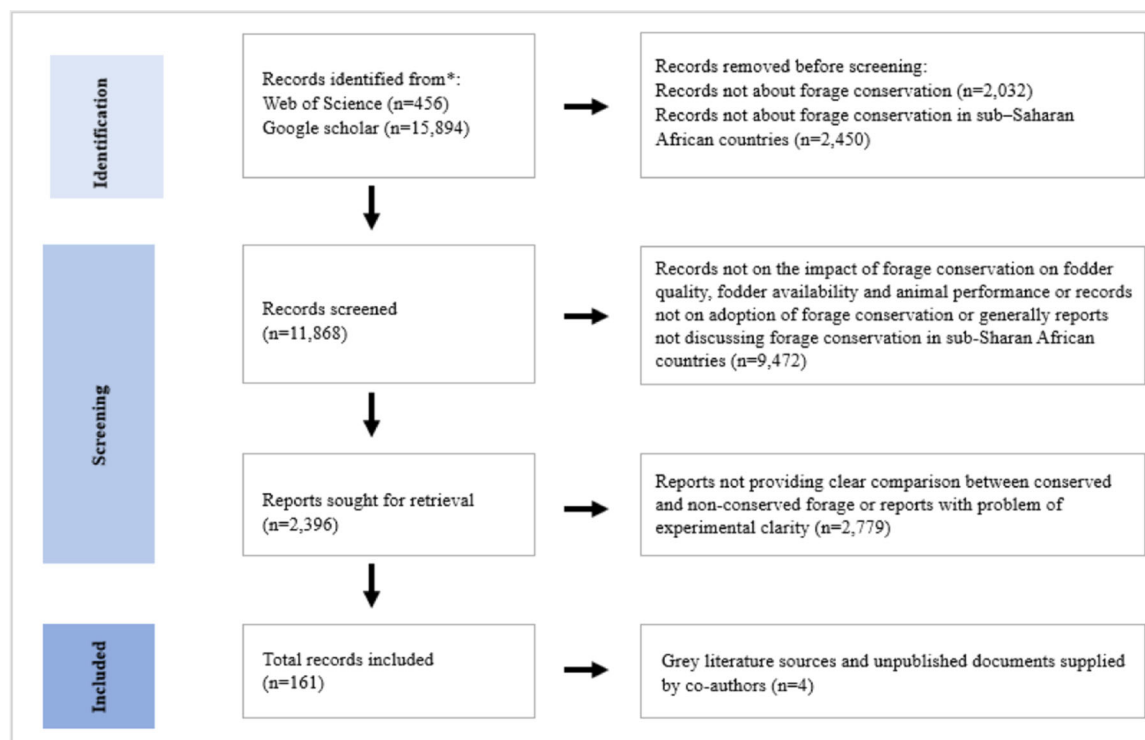 Identification
Records identified from*:
Web of Science (n=456)
Google scholar (n=15,894)
Records removed before screening:
Records not about forage conservation (n=2,032)
Records not about forage conservation in sub–Saharan
African countries (n=2,450)
Screening
Records screened
(n=11,868)
Records not on the impact of forage conservation on fodder
quality, fodder availability and animal performance or records
not on adoption of forage conservation or generally reports
not discussing forage conservation in sub-Sharan African
countries (n=9,472)
Reports sought for retrieval
(n=2,396)
Reports not providing clear comparison between conserved
and non-conserved forage or reports with problem of
experimental clarity (n=2,779)
Included
Total records included
(n=161)
Grey literature sources and unpublished documents supplied
by co-authors (n=4)